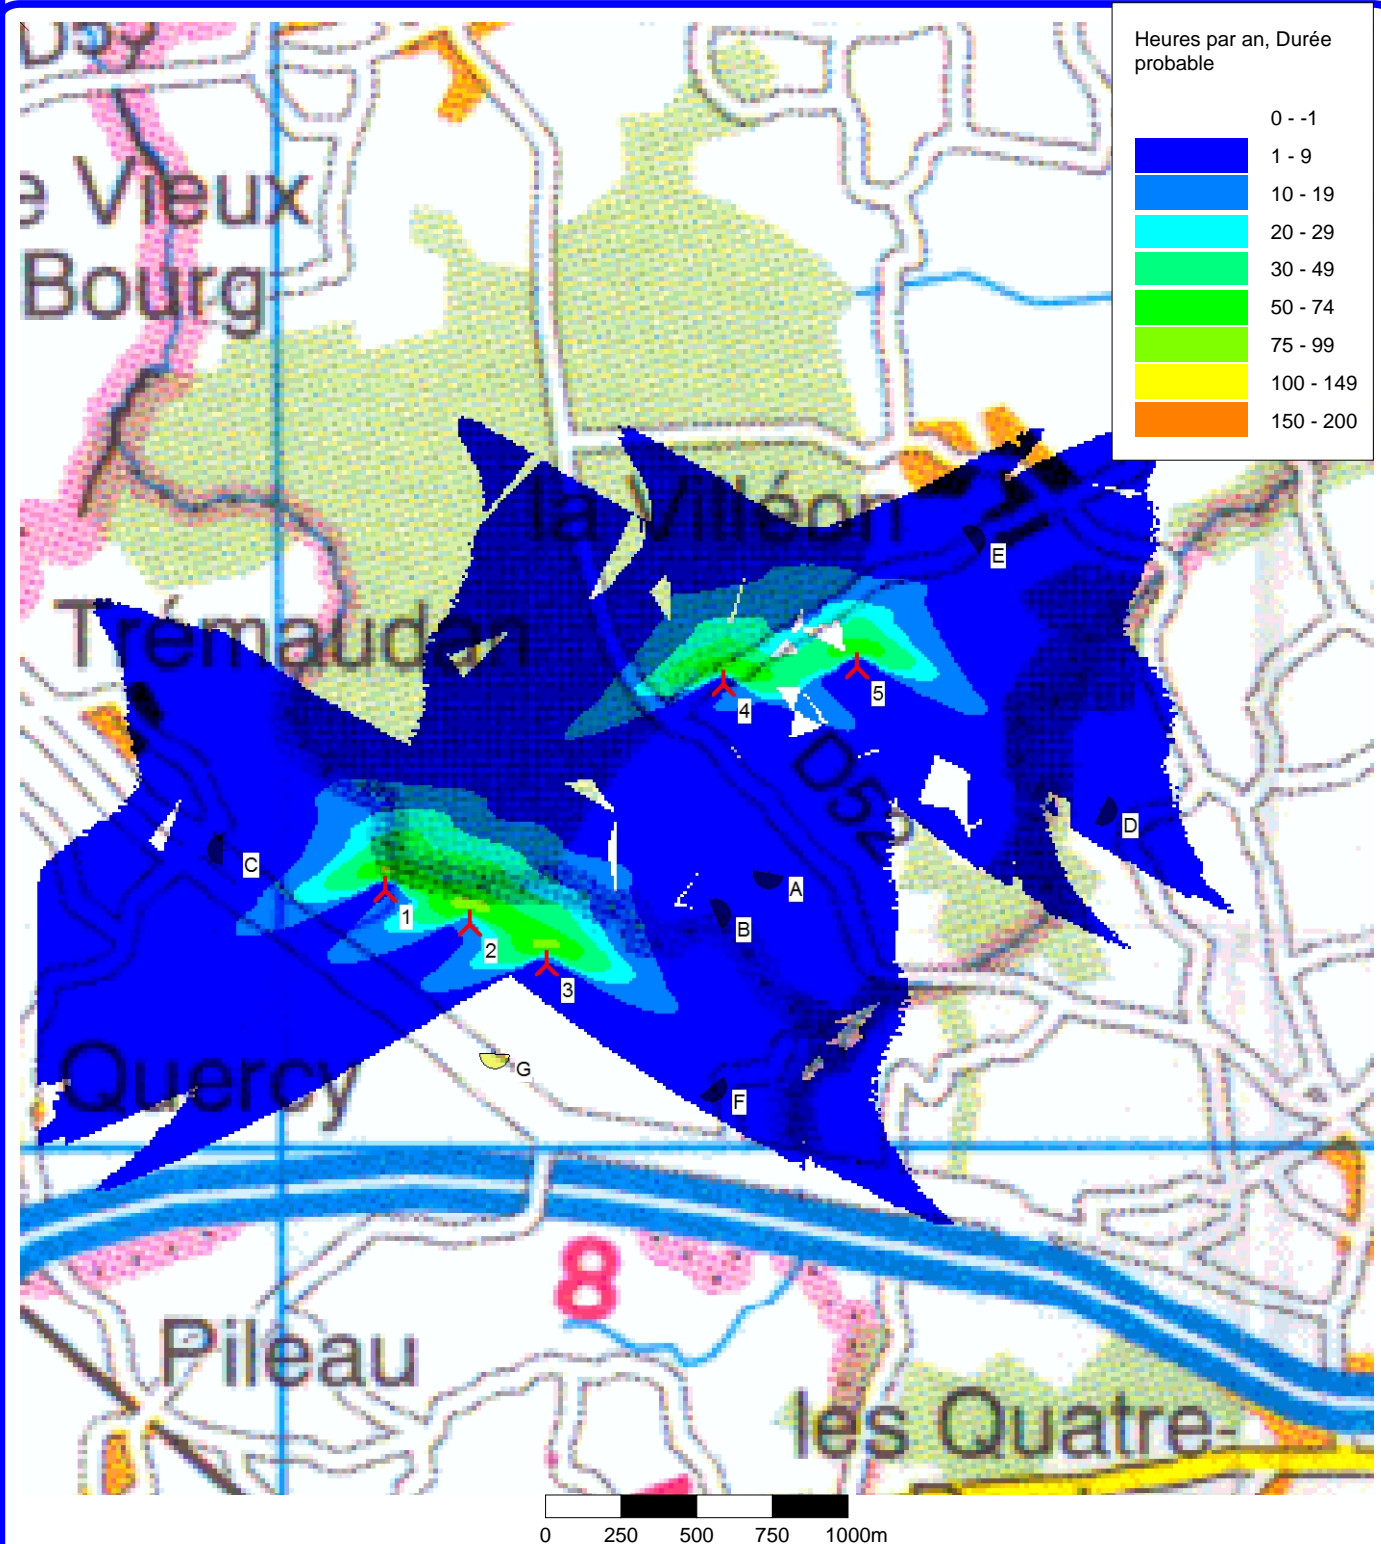 D59
Heures par an, Durée
probable
0 - -1
1 - 9
10 - 19
20 - 29
30 - 49
50 - 74
75 - 99
100 - 149
150 - 200
e Vieux
Bourg
la Villéon
E
Trémaudan
5
4
D52
D
C
A
1
B
2
3
G
Quercy
F
8
Pileau
les Quatre-
0 250 500 750 1000m